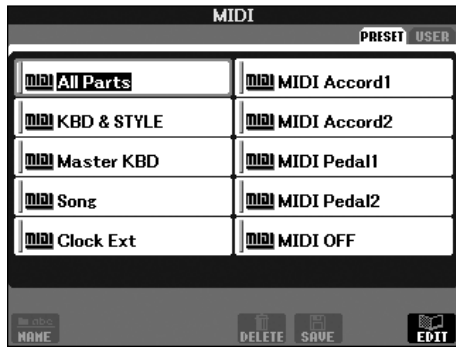 MIDI
PRESET USER
MIDI All Parts
MIDI KBD & STYLE
MIDI Master KBD
MIDI Song
MIDI Clock Ext
MIDI MIDI Accord1
MIDI MIDI Accord2
MIDI MIDI Pedal1
MIDI MIDI Pedal2
MIDI MIDI OFF
abc
NAME
DELETE SAVE EDIT